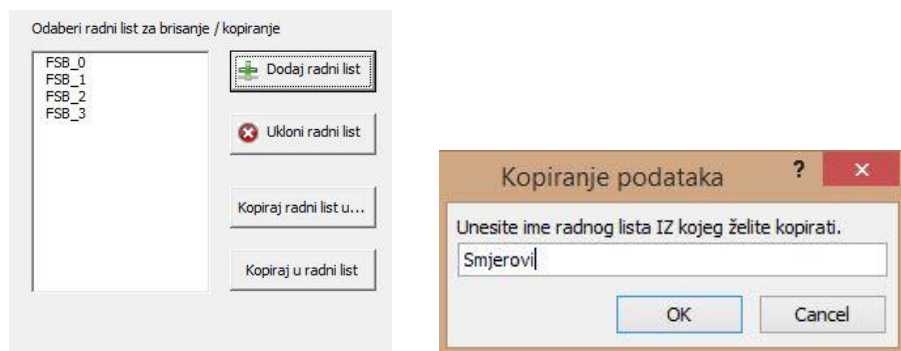 Odaberi radni list za brisanje / kopiranje
FSB_0
FSB_1
FSB_2
FSB_3
Dodaj radni list
Ukloni radni list
Kopiraj radni list u...
Kopiraj u radni list
Kopiranje podataka
?
×
Unesite ime radnog lista IZ kojeg želite kopirati.
Smjerovi
OK
Cancel